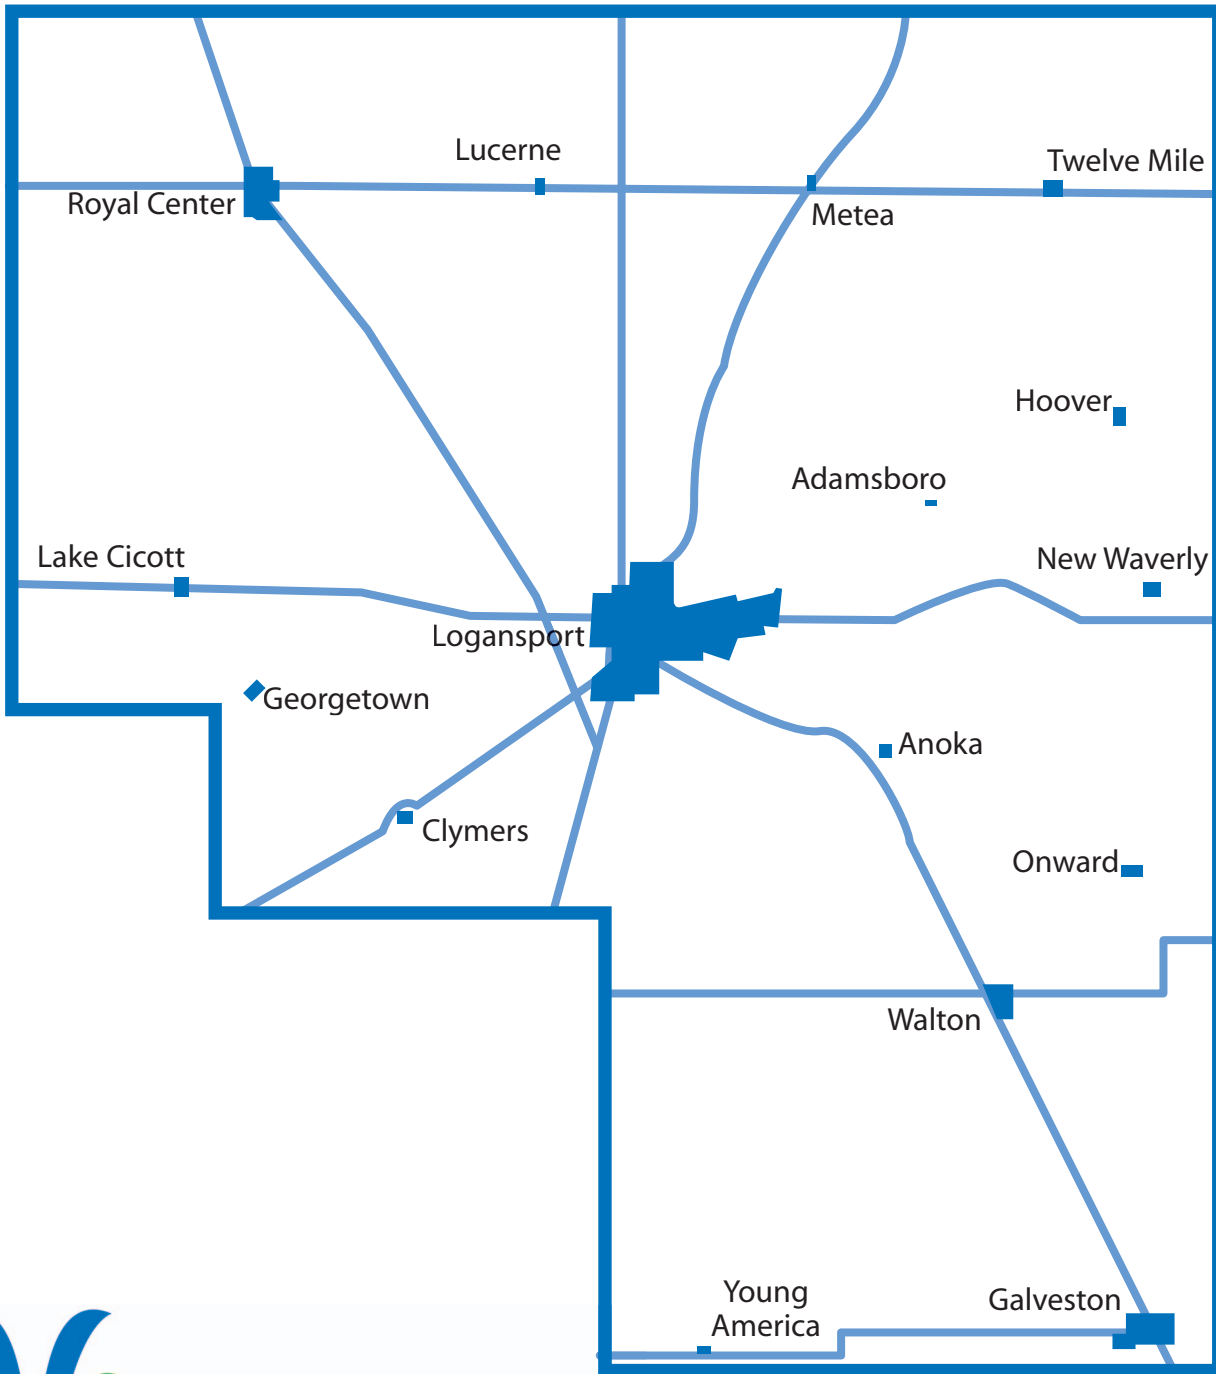 Lucerne
Twelve Mile
Royal Center
Metea
Hoover
Adamsboro
Lake Cicott
New Waverly
Logansport
Georgetown
Anoka
Clymers
Onward
Walton
Young
America
Galveston